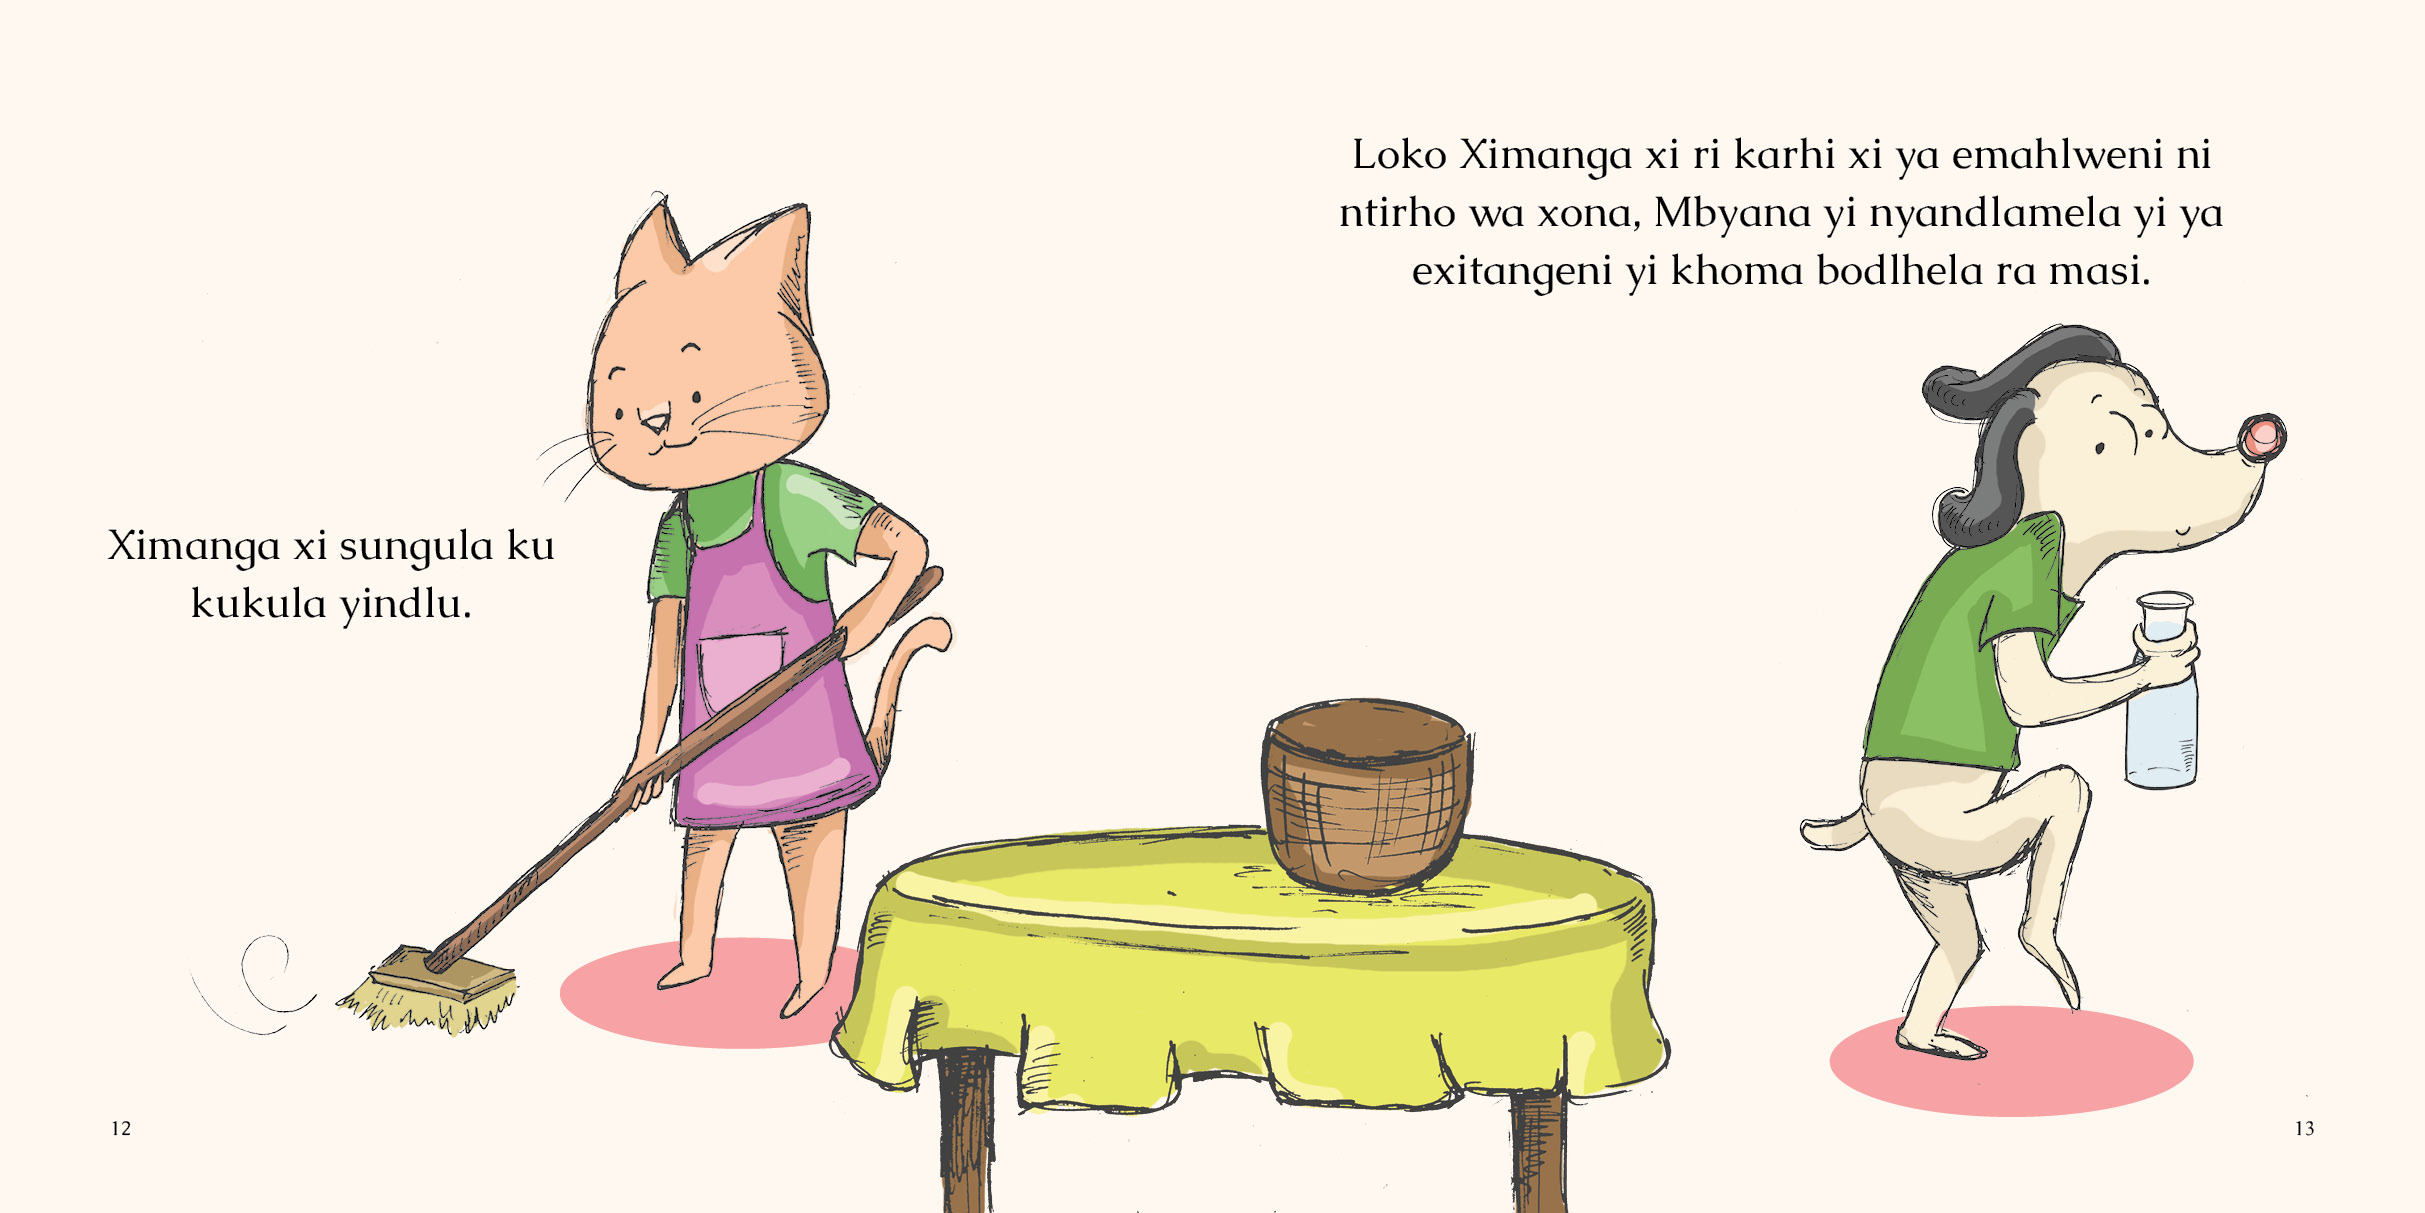 Ximanga xi sungula ku
kukula yindlu.
12
Loko Ximanga xi ri karhi xi ya emahlweni ni
ntirho wa xona, Mbyana yi nyandlamela yi ya
exitangeni yi khoma bodlhela ra masi.
13